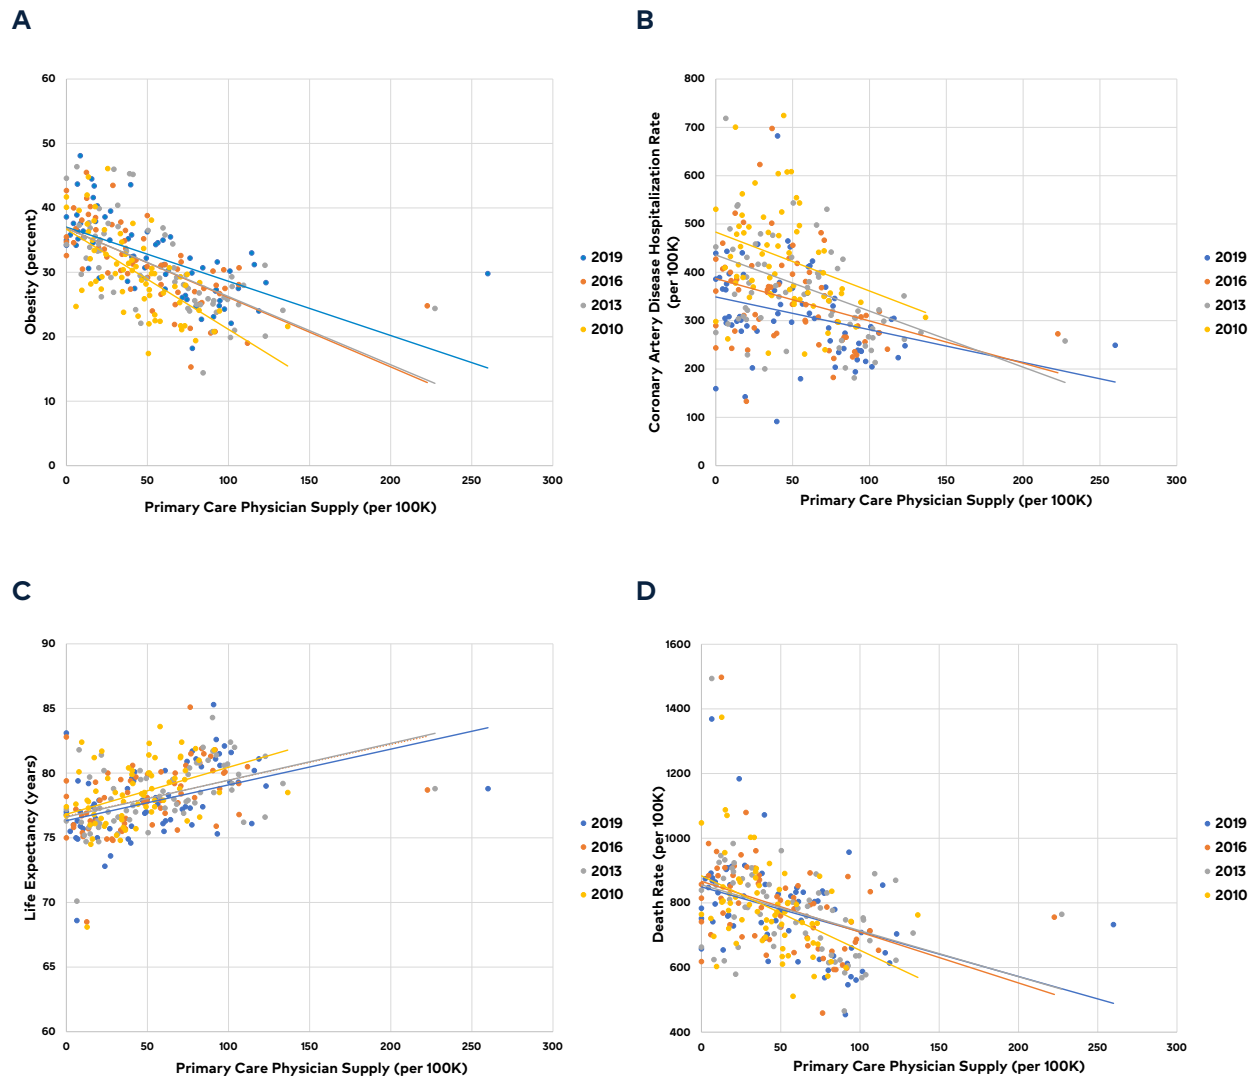 A
60
50
40
30
20
10
0
Obesity (percent)
0 50 100 150 200 250 300
Primary Care Physician Supply (per 100K)
2019
2016
2013
2010
B
800
700
600
500
400
300
200
100
0
Coronary Artery Disease Hospitalization Rate
(per 100K)
0 50 100 150 200 250 300
Primary Care Physician Supply (per 100K)
2019
2016
2013
2010
C
90
85
80
75
70
65
60
Life Expectancy (years)
0 50 100 150 200 250 300
Primary Care Physician Supply (per 100K)
2019
2016
2013
2010
D
1600
1400
1200
1000
800
600
400
Death Rate (per 100K)
0 50 100 150 200 250 300
Primary Care Physician Supply (per 100K)
2019
2016
2013
2010